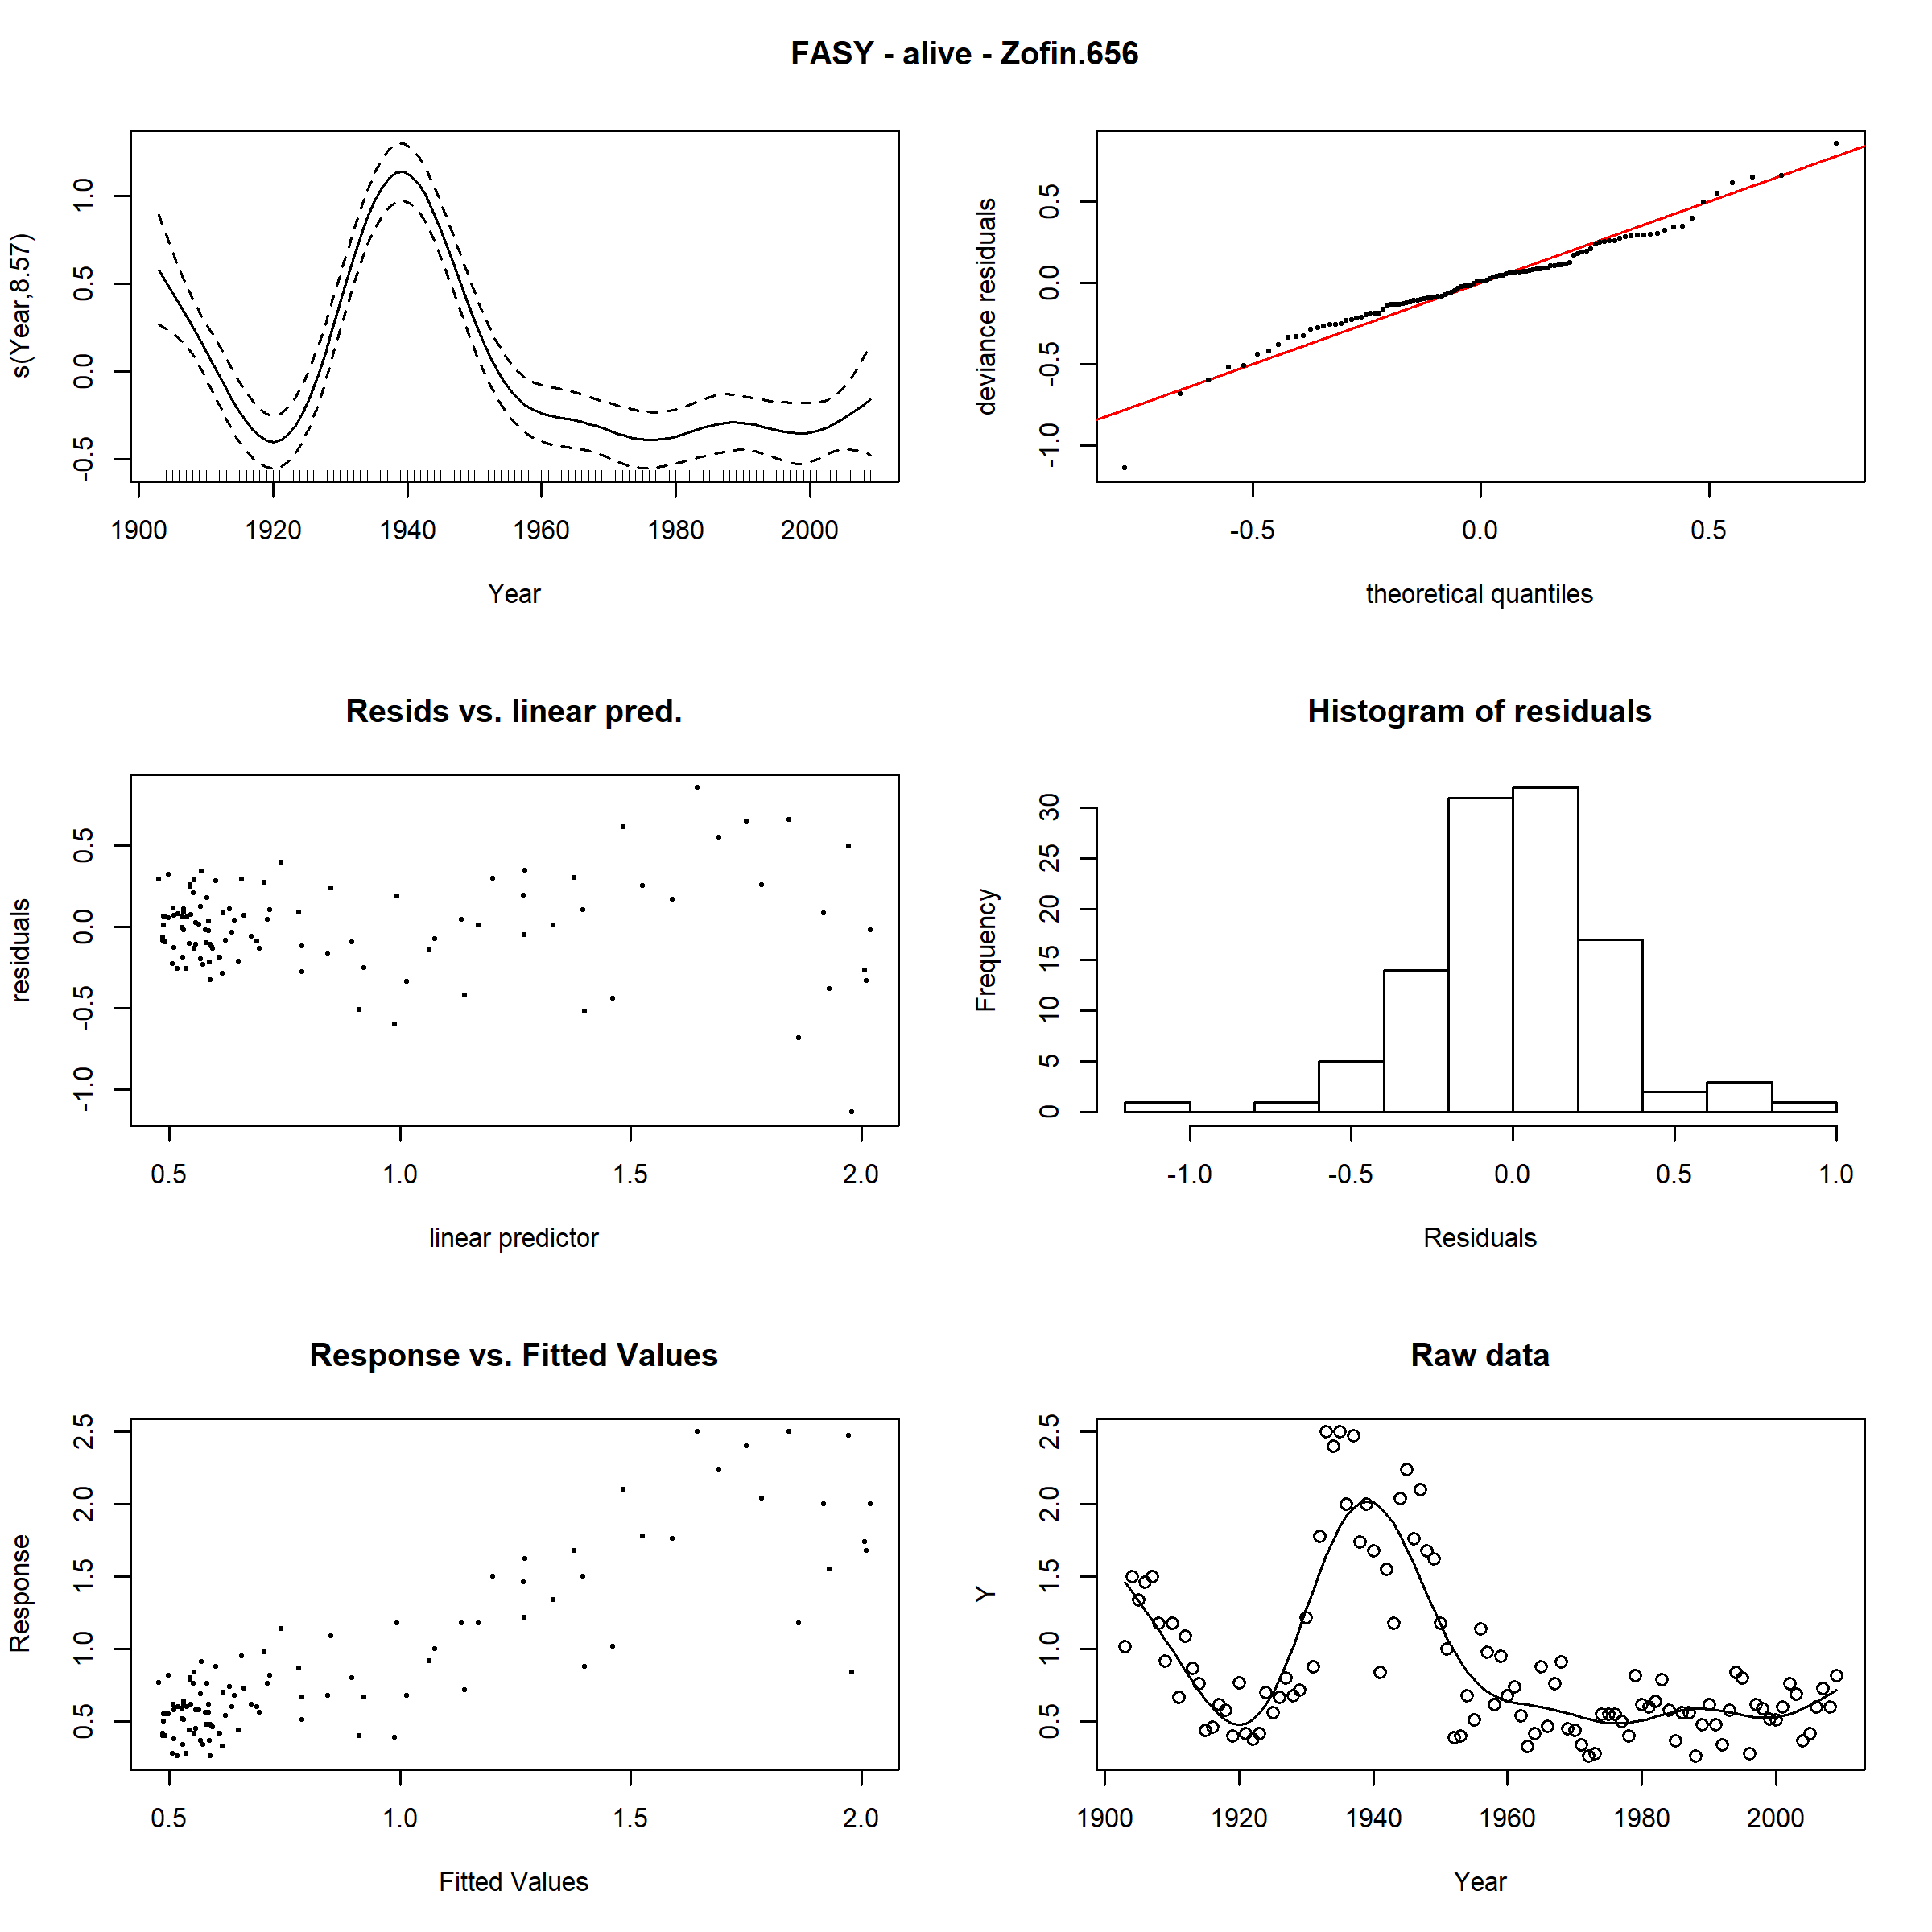 FASY - alive - Zofin.656
s(Year,8.57)
1.0
0.5
0.0
-0.5
1900 1920 1940 1960 1980 2000
Year
deviance residuals
0.5
0.0
-0.5
-1.0
-0.5 0.0 0.5
theoretical quantiles
Resids vs. linear pred.
residuals
0.5
0.0
-0.5
-1.0
0.5 1.0 1.5 2.0
linear predictor
Histogram of residuals
Frequency
30
25
20
15
10
5
0
-1.0 -0.5 0.0 0.5 1.0
Residuals
Response vs. Fitted Values
Response
2.5
2.0
1.5
1.0
0.5
0.5 1.0 1.5 2.0
Fitted Values
Raw data
Y
2.5
2.0
1.5
1.0
0.5
1900 1920 1940 1960 1980 2000
Year